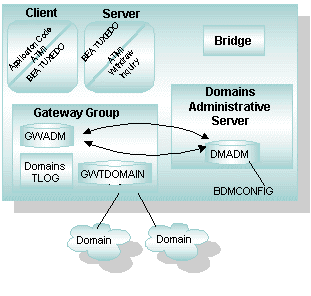 Client
Server
Application Code
ATMI
BEA TUXEDO
BEA TUXEDO
ATMI
Withdraw
Inquiry
Bridge
Gateway Group
GWADM
Domains
TLOG
GWTDOMAIN
Domains
Administrative
Server
DMADM
BDMCONFIG
Domain
Domain